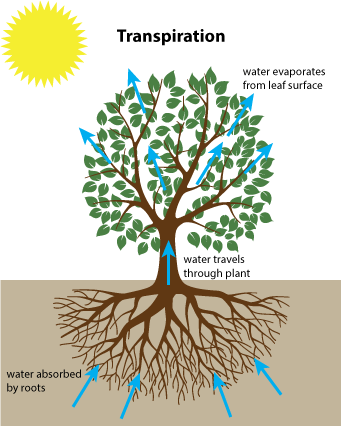 Transpiration
water evaporates
from leaf surface
water travels
through plant
water absorbed
by roots